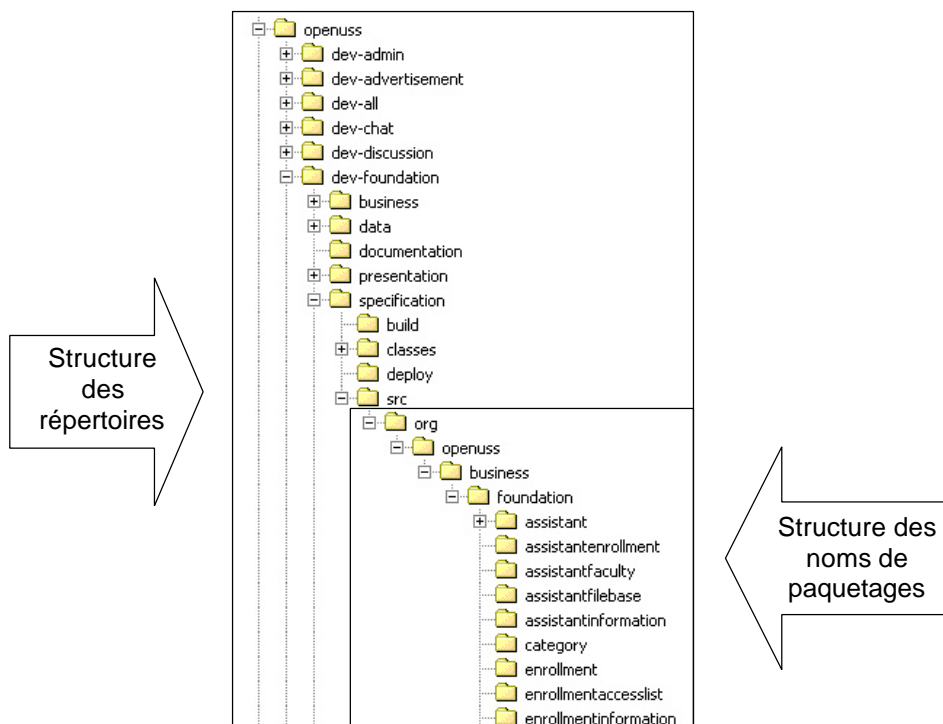 openuss
dev-admin
dev-advertisement
dev-all
dev-chat
dev-discussion
dev-foundation
business
data
documentation
presentation
specification
build
classes
deploy
src
org
openuss
business
foundation
assistant
assistantenrollment
assistantfaculty
assistantfilebase
assistantinformation
category
enrollment
enrollmentaccesslist
enrollmentinformation
Structure
des
répertoires
Structure des
noms de
paquetages